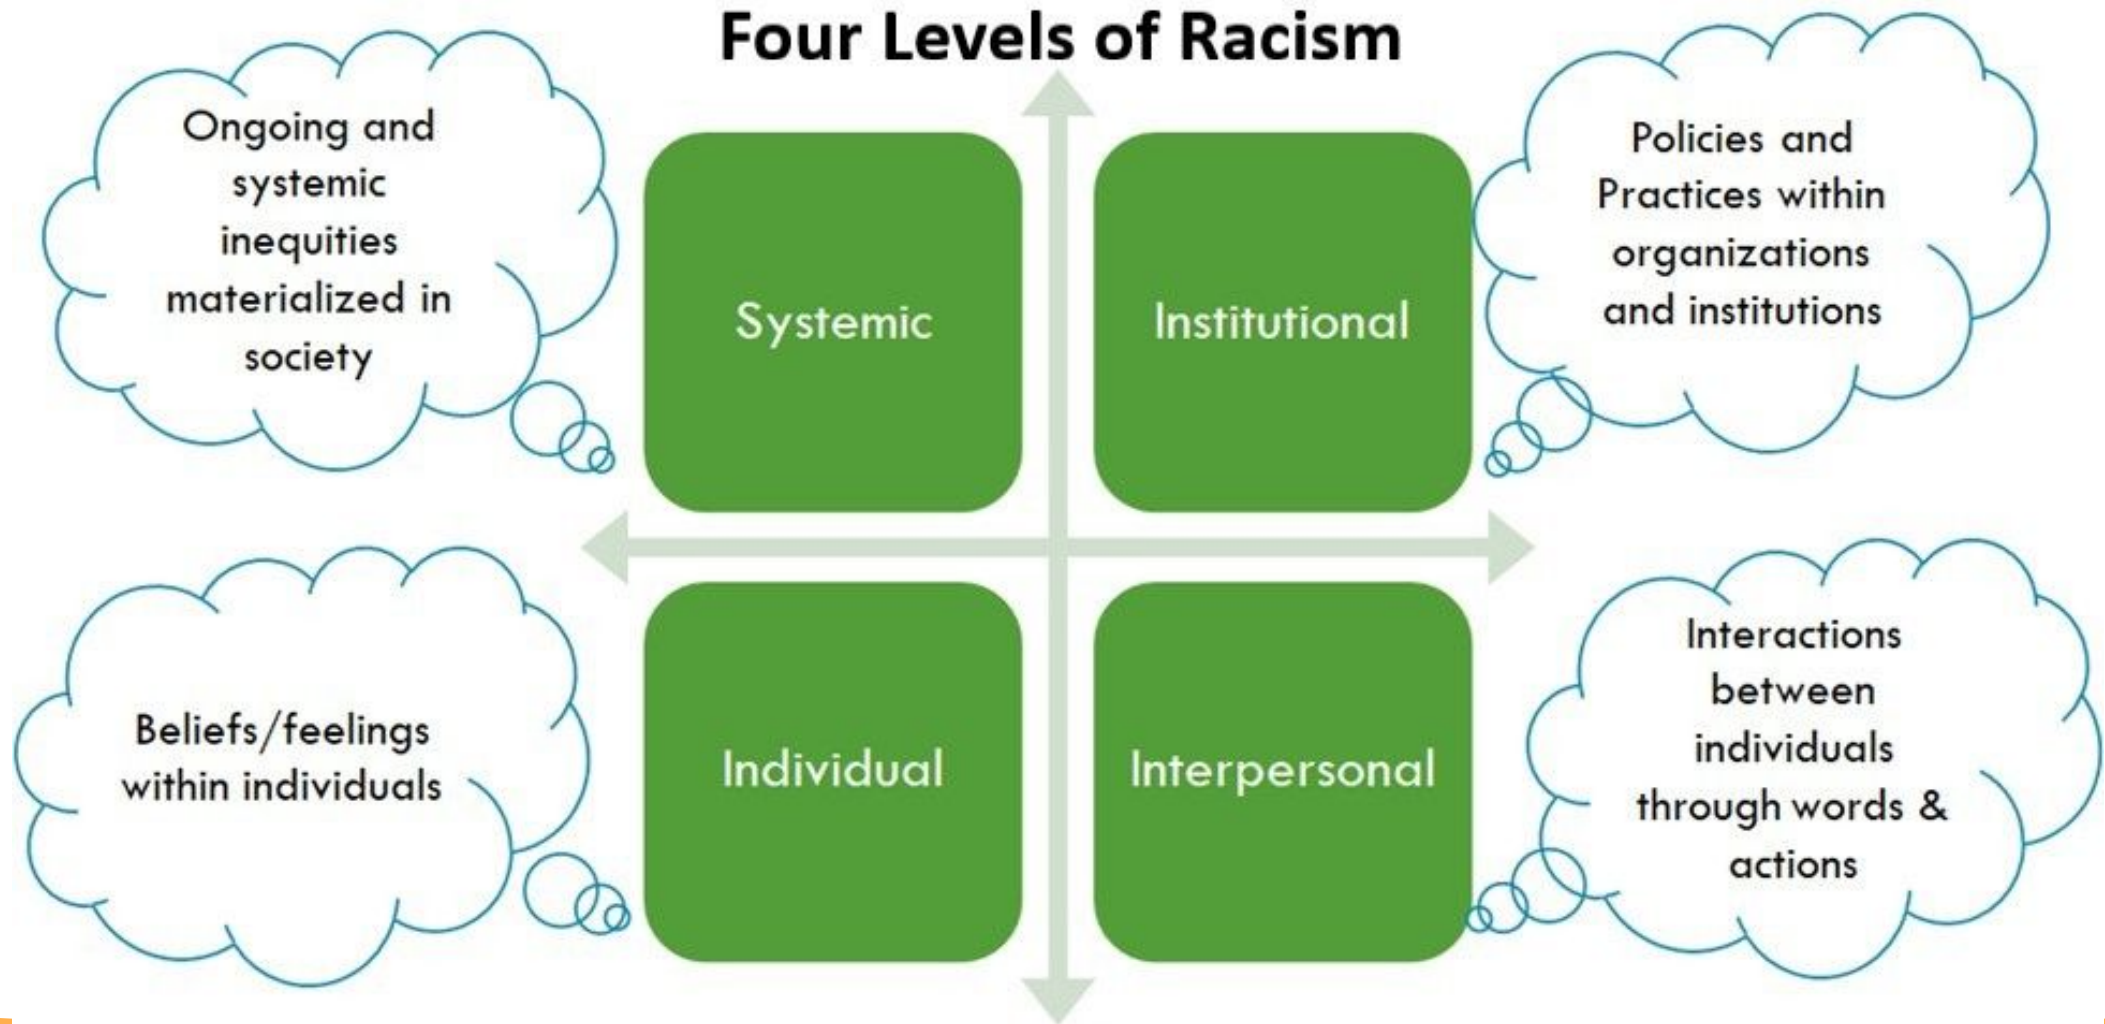 Four Levels of Racism
Ongoing and
systemic
inequities
materialized in
society
Systemic
Institutional
Policies and
Practices within
organizations
and institutions
Beliefs/feelings
within individuals
Individual
Interpersonal
Interactions
between
individuals
through words &
actions